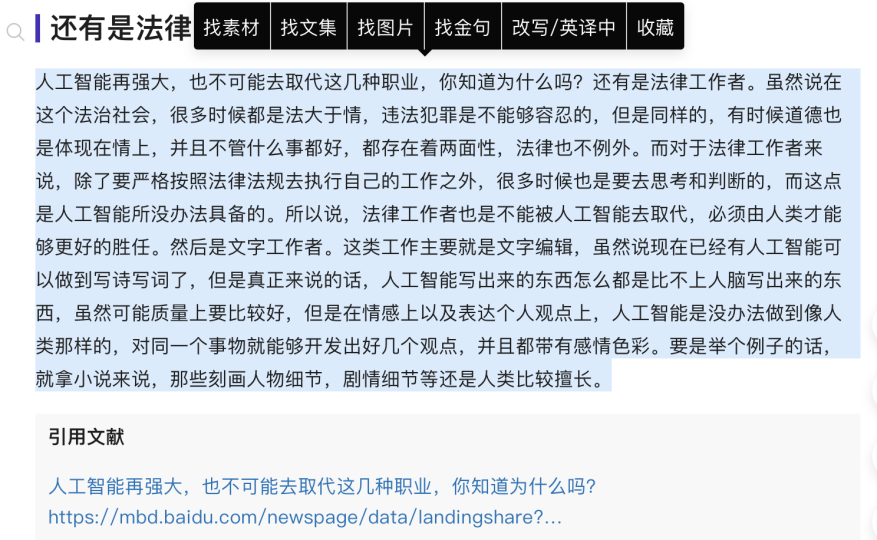 还有是法律
找素材 找文集 找图片 找金句 改写/英译中 收藏
人工智能再强大，也不可能去取代这几种职业，你知道为什么吗？还有是法律工作者。虽然说在
这个法治社会，很多时候都是法大于情，违法犯罪是不能够容忍的，但是同样的，有时候道德也
是体现在情上，并且不管什么事都好，都存在着两面性，法律也不例外。而对于法律工作者来
说，除了要严格按照法律法规去执行自己的工作之外，很多时候也是要去思考和判断的，而这点
是人工智能所没办法具备的。所以说，法律工作者也是不能被人工智能去取代，必须由人类才能
够更好的胜任。然后是文字工作者。这类工作主要就是文字编辑，虽然说现在已经有人工智能可
以做到写诗写词了，但是真正来说的话，人工智能写出来的东西怎么都是比不上人脑写出来的东
西，虽然可能质量上要比较好，但是在情感上以及表达个人观点上，人工智能是没办法做到像人
类那样的，对同一个事物就能够开发出好几个观点，并且都带有感情色彩。要是举个例子的话，
就拿小说来说，那些刻画人物细节，剧情细节等还是人类比较擅长。
引用文献
人工智能再强大，也不可能去取代这几种职业，你知道为什么吗?
https://mbd.baidu.com/newspage/data/landingshare?...